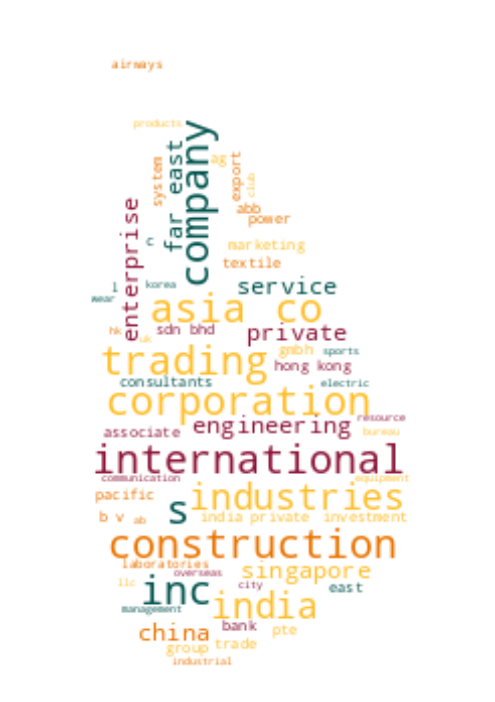 airways
products
company
far east
system
ag
export
club
enterprise
abb
power
c
marketing
textile
korea
l
service
wear
asia co
hk
uk
sdn bhd
private
trading
gmbh
sports
hong kong
consultants
electric
corporation
resource
associate
engineering
bureau
international
communication
equipment
pacific
s
industries
b v
ab
india private
investment
construction
laboratories
overseas
singapore
llc
inc
city
east
management
india
china
bank
pte
group
trade
industrial